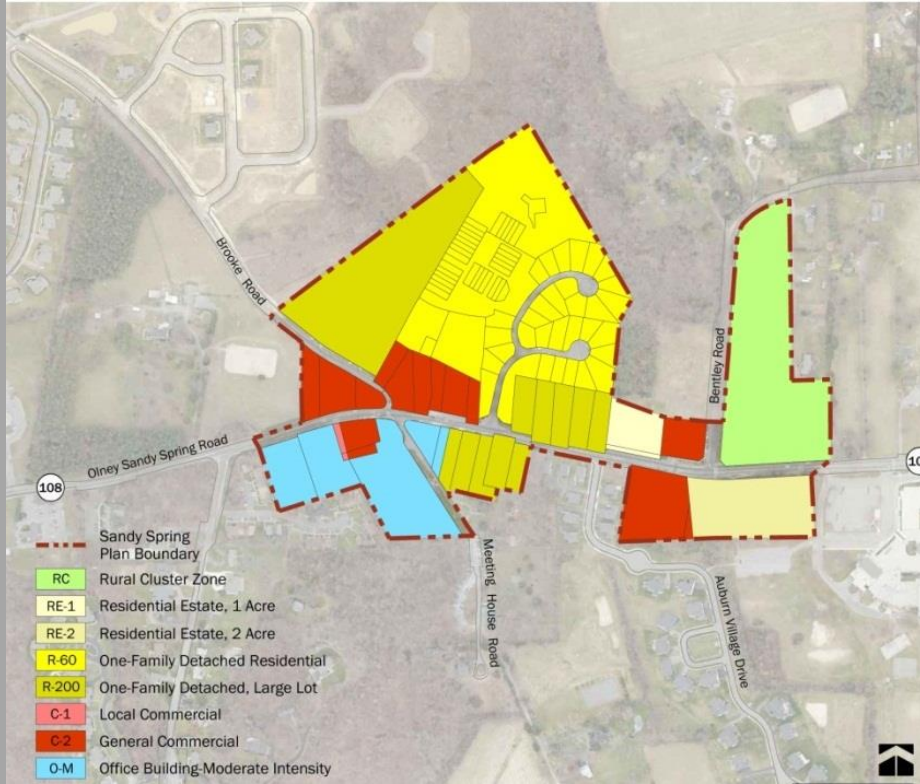 Brooke Road
Bentley Road
Olney Sandy Spring Road
108
10
Meeting House Road
Auburn Village Drive
Sandy Spring
Plan Boundary
RC Rural Cluster Zone
RE-1 Residential Estate, 1 Acre
RE-2 Residential Estate, 2 Acre
R-60 One-Family Detached Residential
R-200 One-Family Detached, Large Lot
C-1 Local Commercial
C-2 General Commercial
O-M Office Building-Moderate Intensity